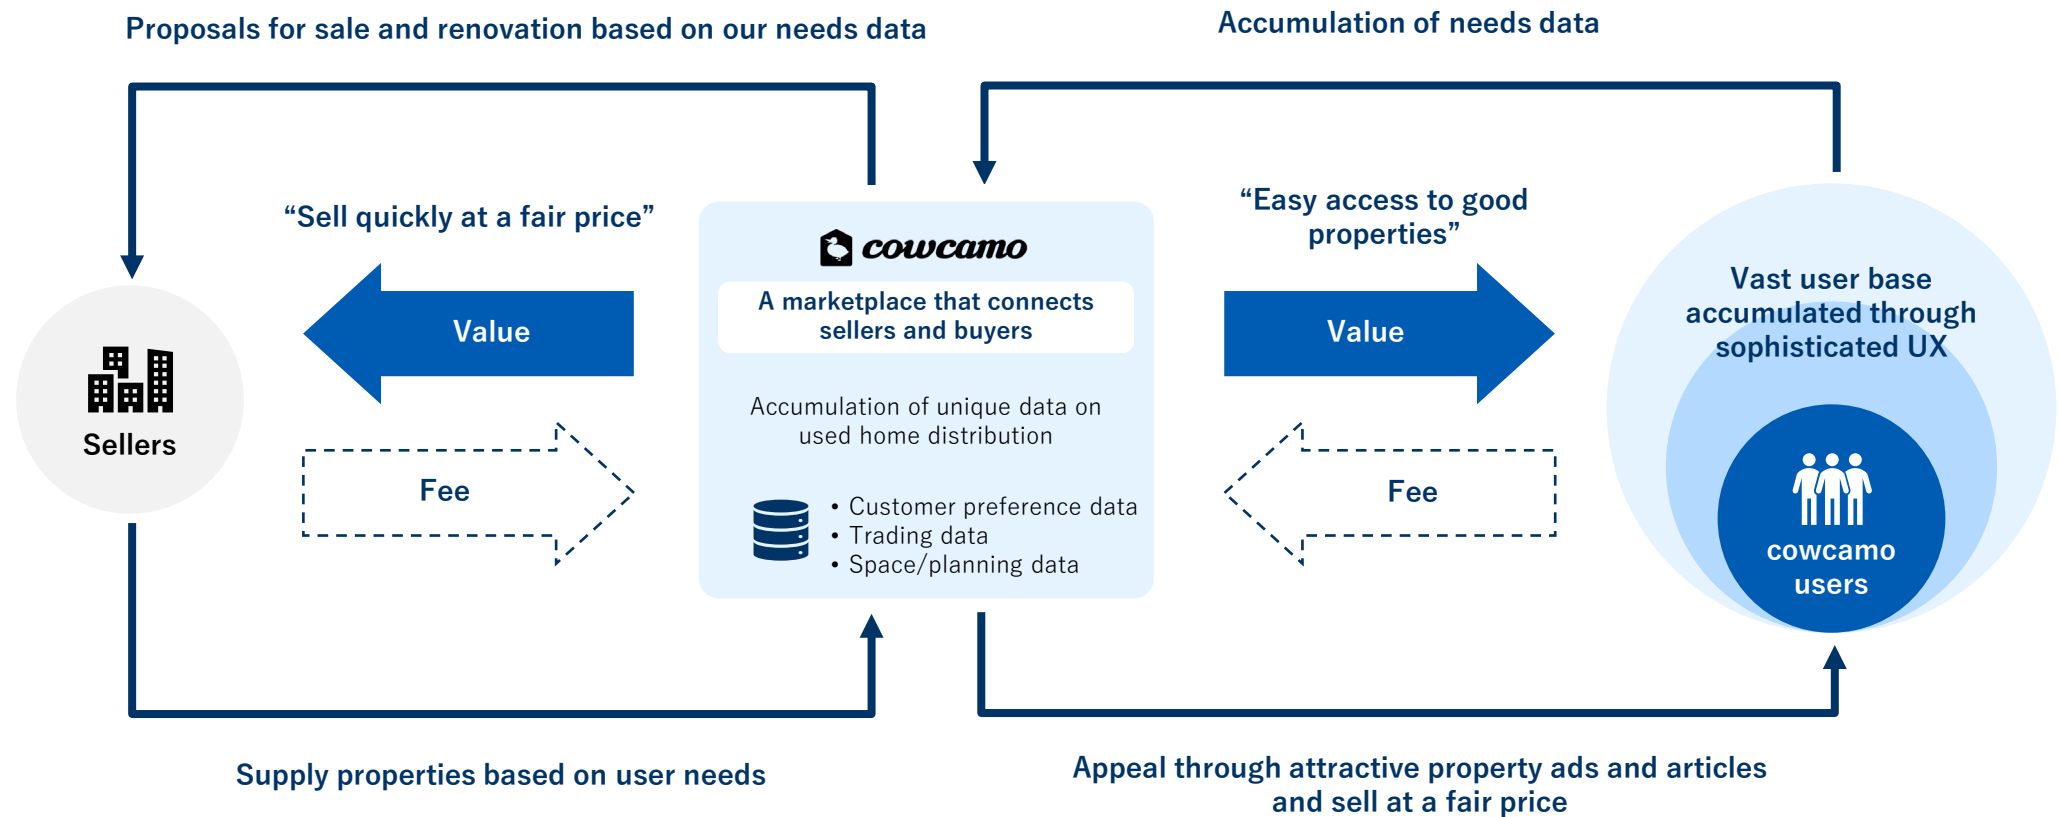 Proposals for sale and renovation based on our needs data
Accumulation of needs data
“Sell quickly at a fair price”
“Easy access to good
properties”
cowcamo
A marketplace that connects
sellers and buyers
Value
Value
Vast user base
accumulated through
sophisticated UX
Sellers
Accumulation of unique data on
used home distribution
Fee
Fee
• Customer preference data
• Trading data
• Space/planning data
cowcamo
users
Supply properties based on user needs
Appeal through attractive property ads and articles
and sell at a fair price